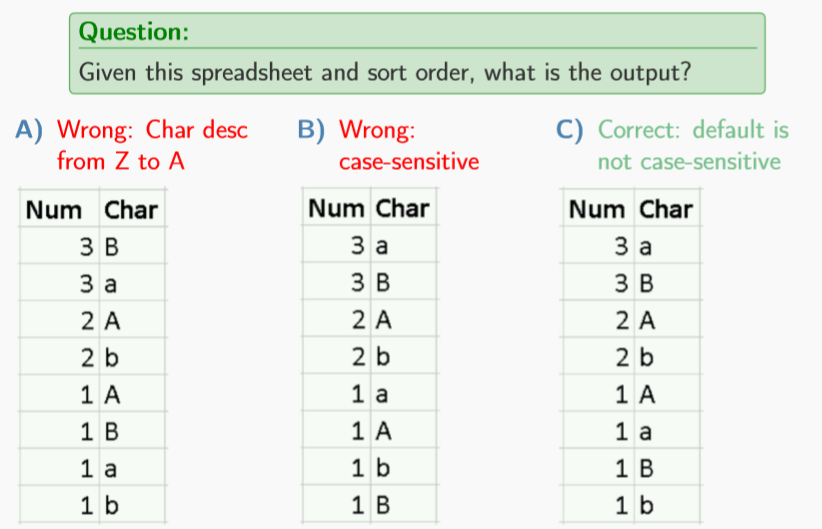 Question:
Given this spreadsheet and sort order, what is the output?
A) Wrong: Char desc
from Z to A
Num Char
3 B
3 a
2 A
2 b
1 A
1 B
1 a
1 b
B) Wrong:
case-sensitive
Num Char
3 a
3 B
2 A
2 b
1 a
1 A
1 b
1 B
C) Correct: default is
not case-sensitive
Num Char
3 a
3 B
2 A
2 b
1 A
1 a
1 B
1 b